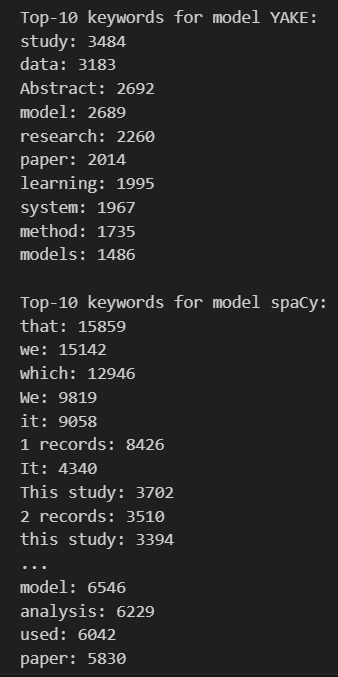 Top-10 keywords for model YAKE:
study: 3484
data: 3183
Abstract: 2692
model: 2689
research: 2260
paper: 2014
learning: 1995
system: 1967
method: 1735
models: 1486

Top-10 keywords for model spaCy:
that: 15859
we: 15142
which: 12946
We: 9819
it: 9058
1 records: 8426
It: 4340
This study: 3702
2 records: 3510
this study: 3394
...
model: 6546
analysis: 6229
used: 6042
paper: 5830